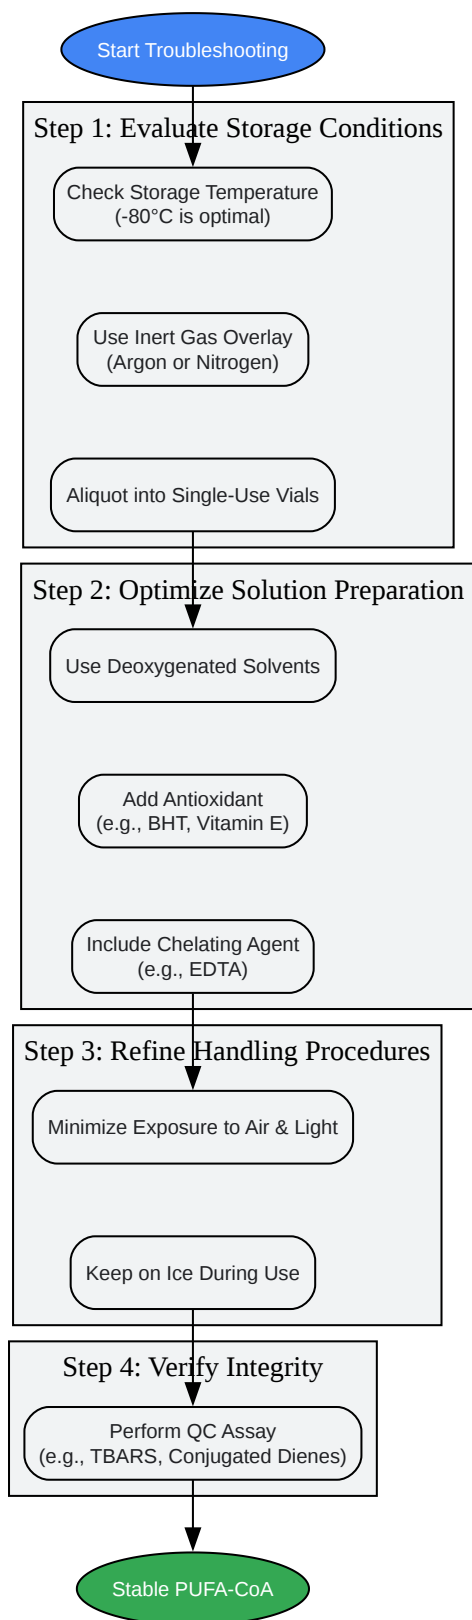 Start Troubleshooting
Step 1: Evaluate Storage Conditions
Check Storage Temperature
(-80°C is optimal)
Use Inert Gas Overlay
(Argon or Nitrogen)
Aliquot into Single-Use Vials
Step 2: Optimize Solution Preparation
Use Deoxygenated Solvents
Add Antioxidant
(e.g., BHT, Vitamin E)
Include Chelating Agent
(e.g., EDTA)
Step 3: Refine Handling Procedures
Minimize Exposure to Air & Light
Keep on Ice During Use
Step 4: Verify Integrity
Perform QC Assay
(e.g., TBARS, Conjugated Dienes)
Stable PUFA-CoA